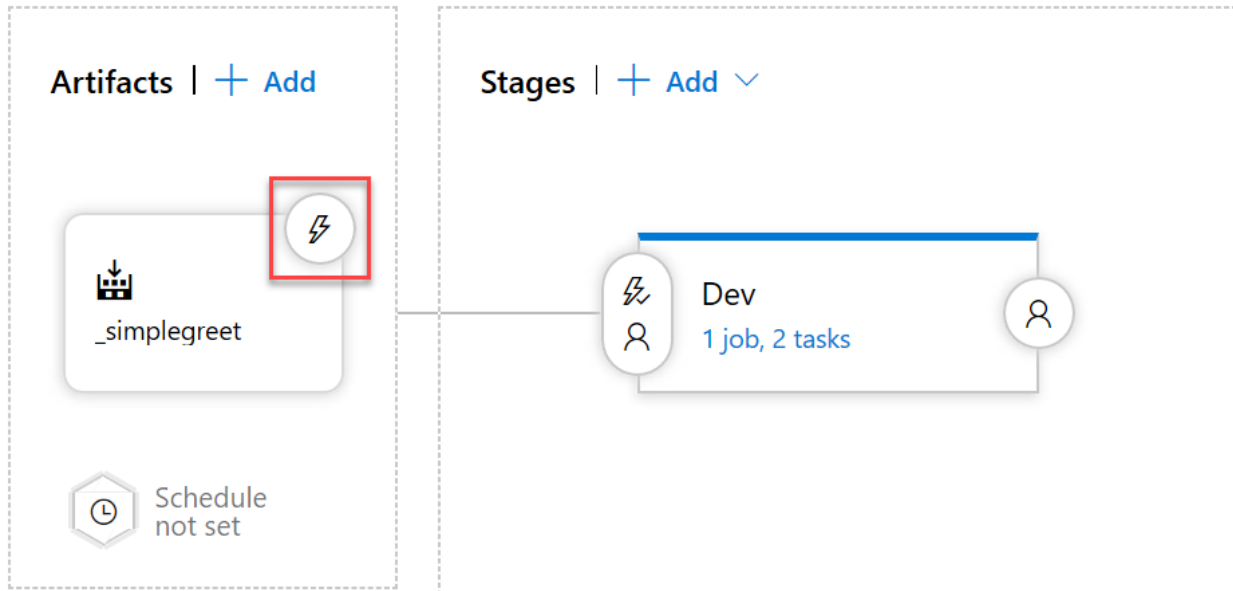 Artifacts | + Add
Stages | + Add
_simplegreet
Dev
1 job, 2 tasks
Schedule
not set